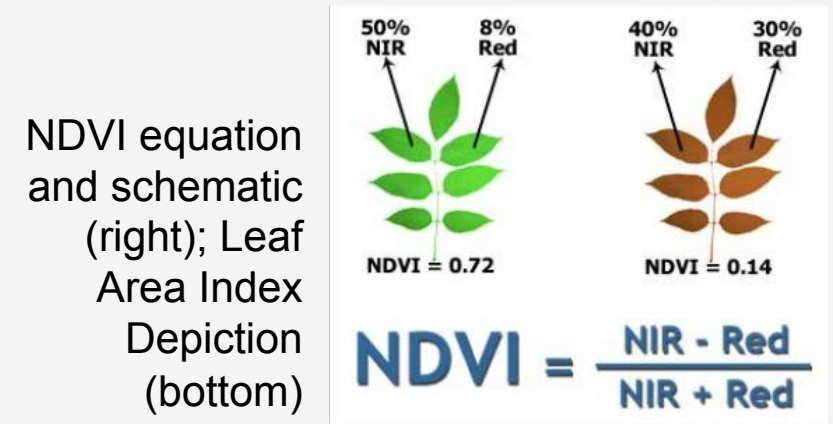 NDVI equation
and schematic
(right); Leaf
Area Index
Depiction
(bottom)
50% 8%
NIR Red
40% 30%
NIR Red
NDVI = 0.72
NDVI = 0.14
NDVI = NIR - Red
NIR + Red